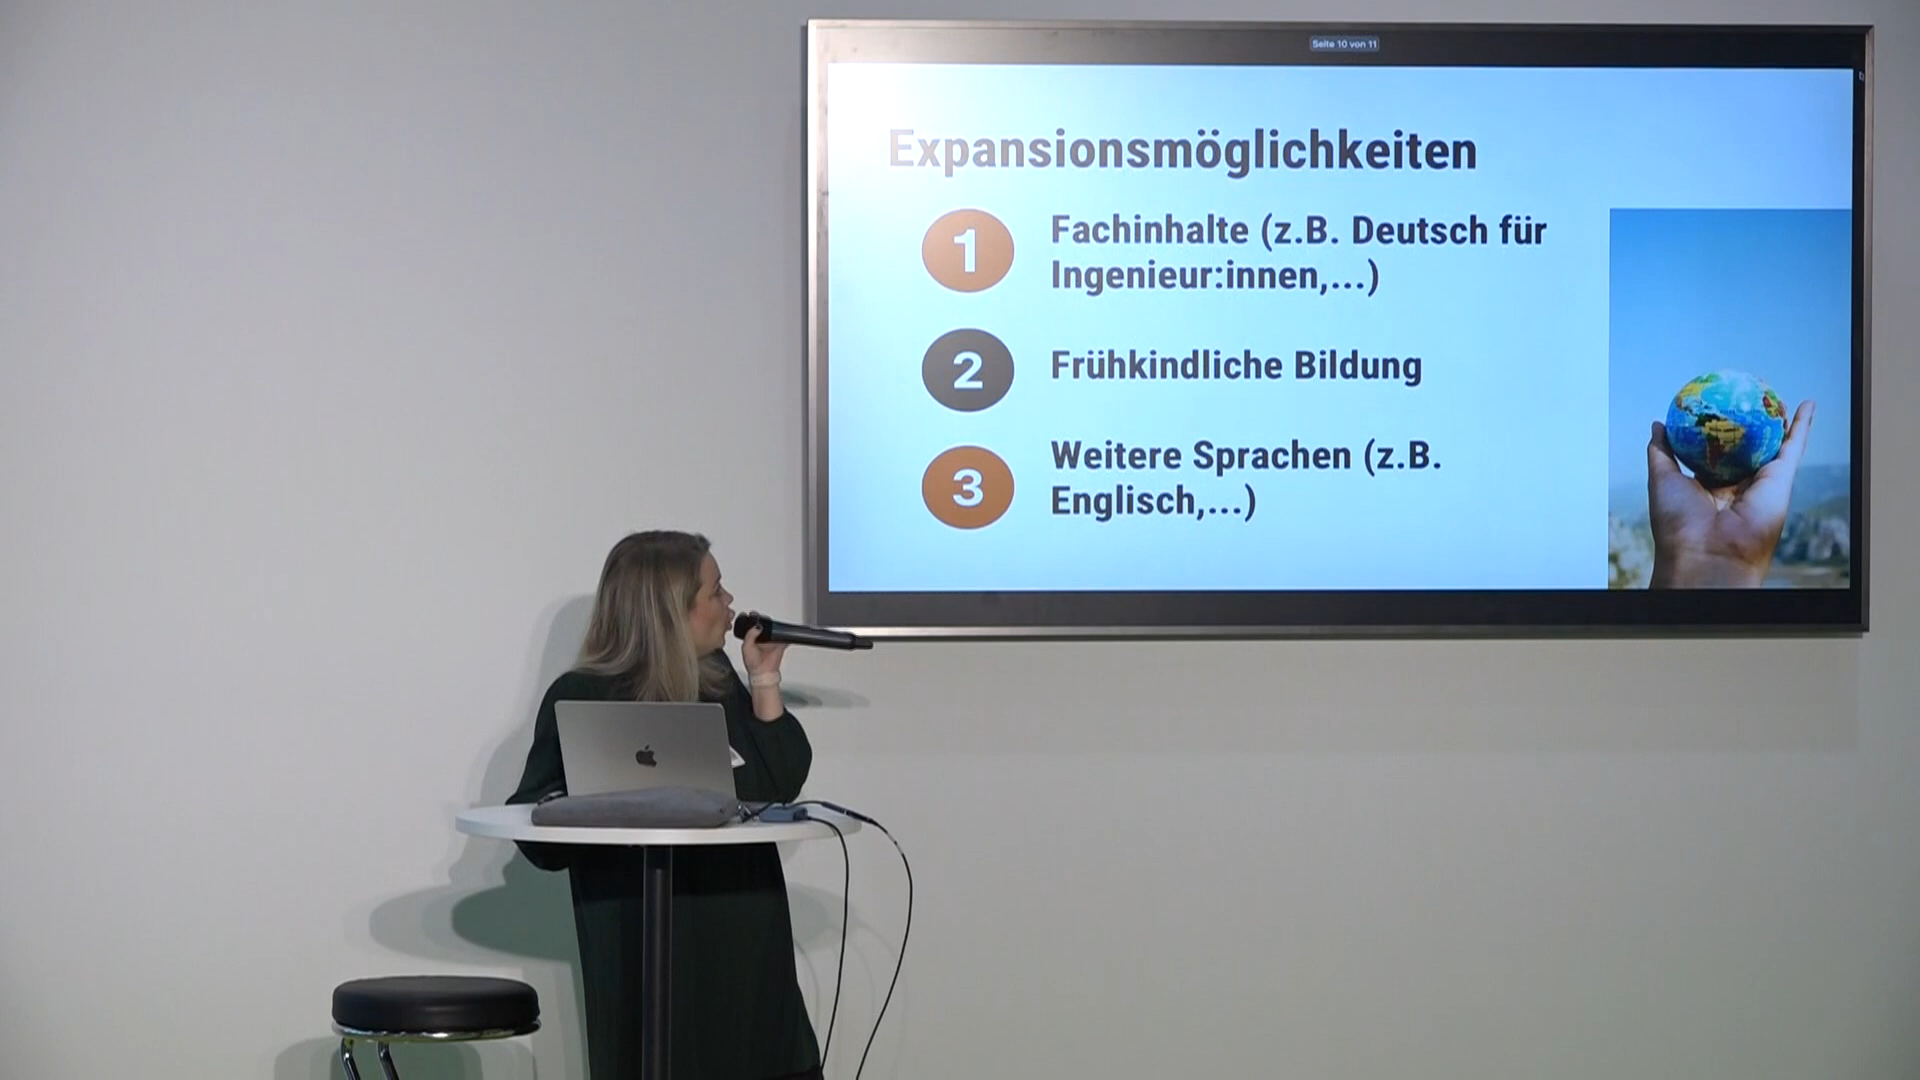 Seite 10 von 11
Expansionsmöglichkeiten
1
Fachinhalte (z.B. Deutsch für
Ingenieur:innen,...)
2
Frühkindliche Bildung
3
Weitere Sprachen (z.B.
Englisch,...)